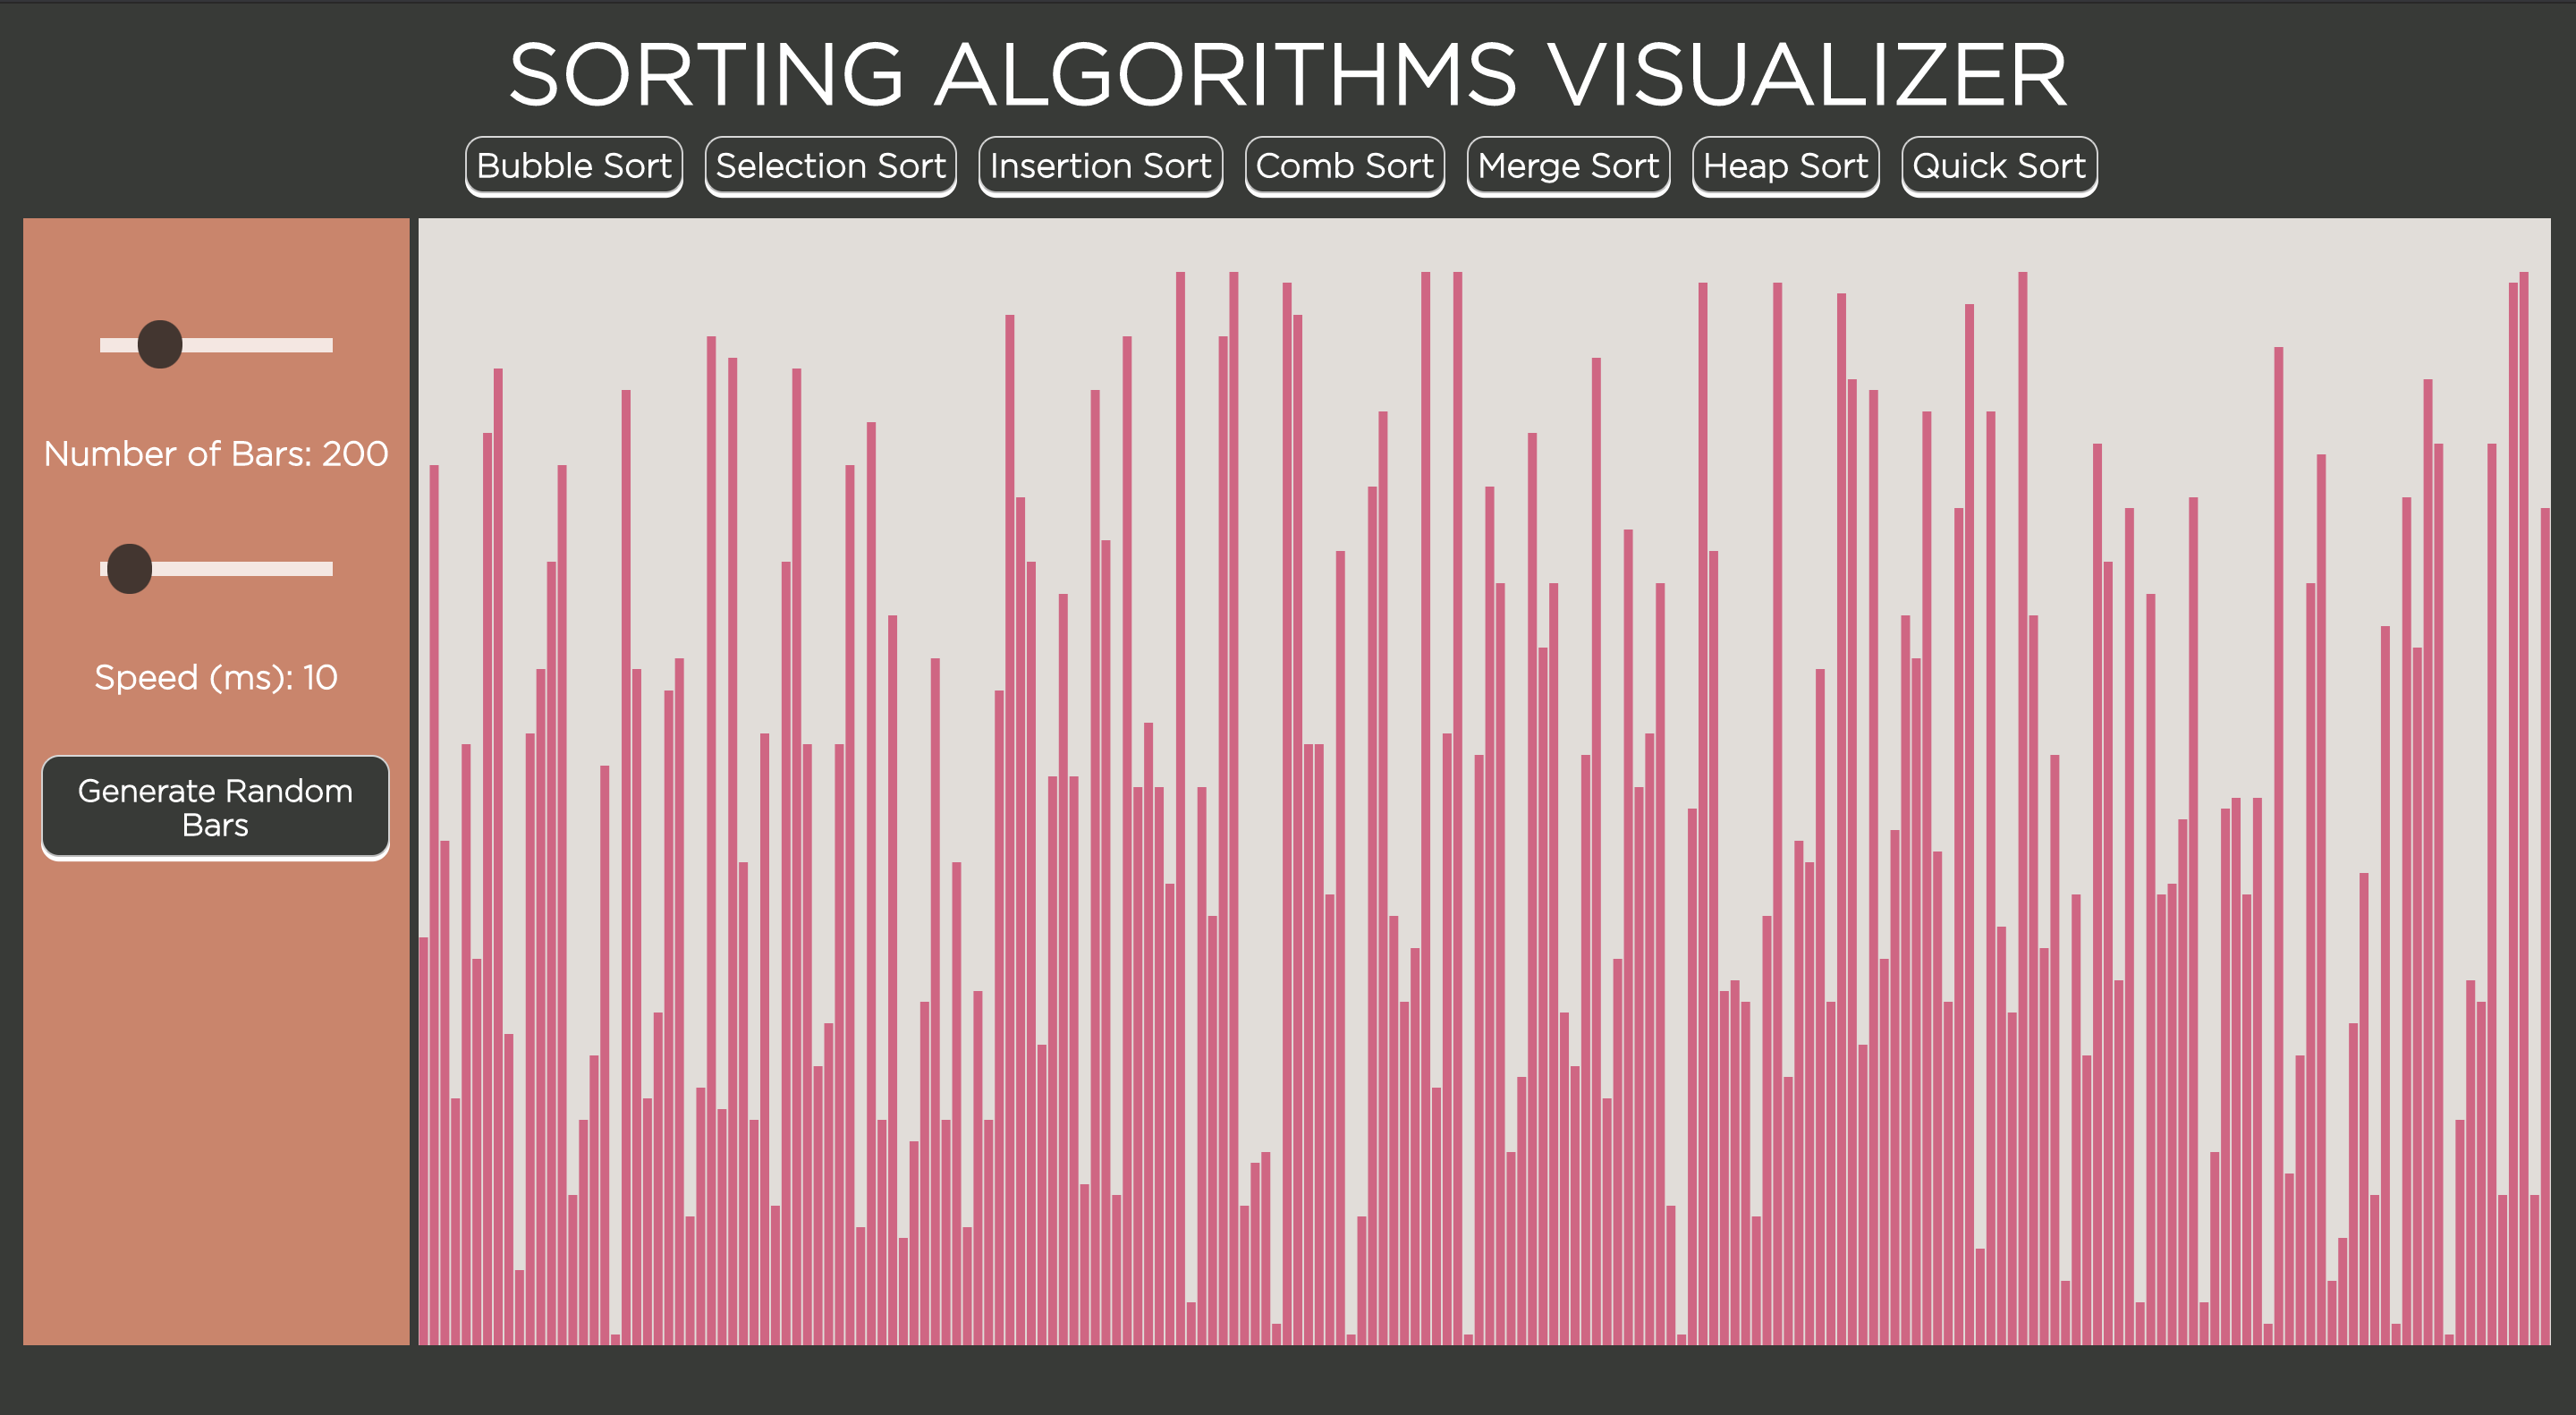 SORTING ALGORITHMS VISUALIZER
Bubble Sort Selection Sort Insertion Sort Comb Sort Merge Sort Heap Sort Quick Sort
Number of Bars: 200
Speed (ms): 10
Generate Random
Bars